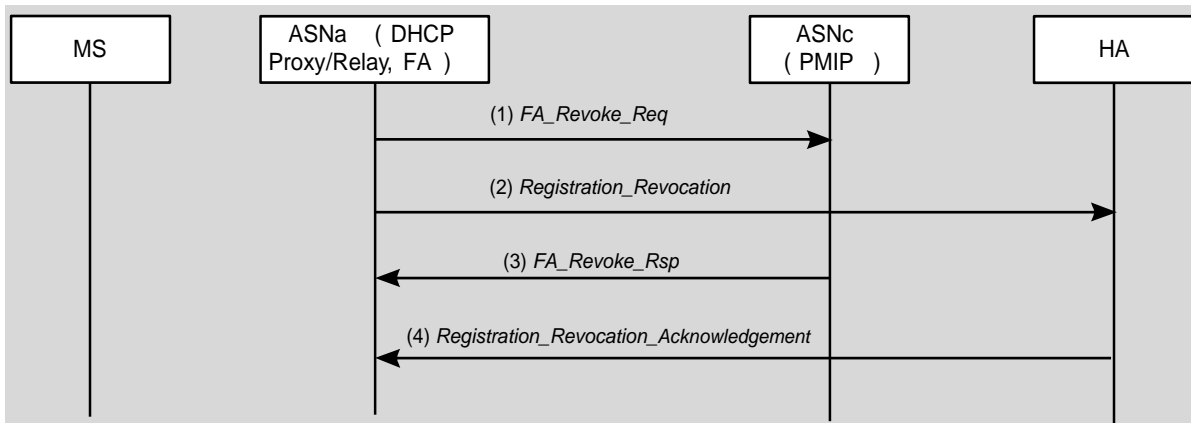 MS
ASNa ( DHCP
Proxy/Relay, FA )
ASNc
( PMIP )
HA
(1) FA_Revoke_Req
(2) Registration_Revocation
(3) FA_Revoke_Rsp
(4) Registration_Revocation_Acknowledgement